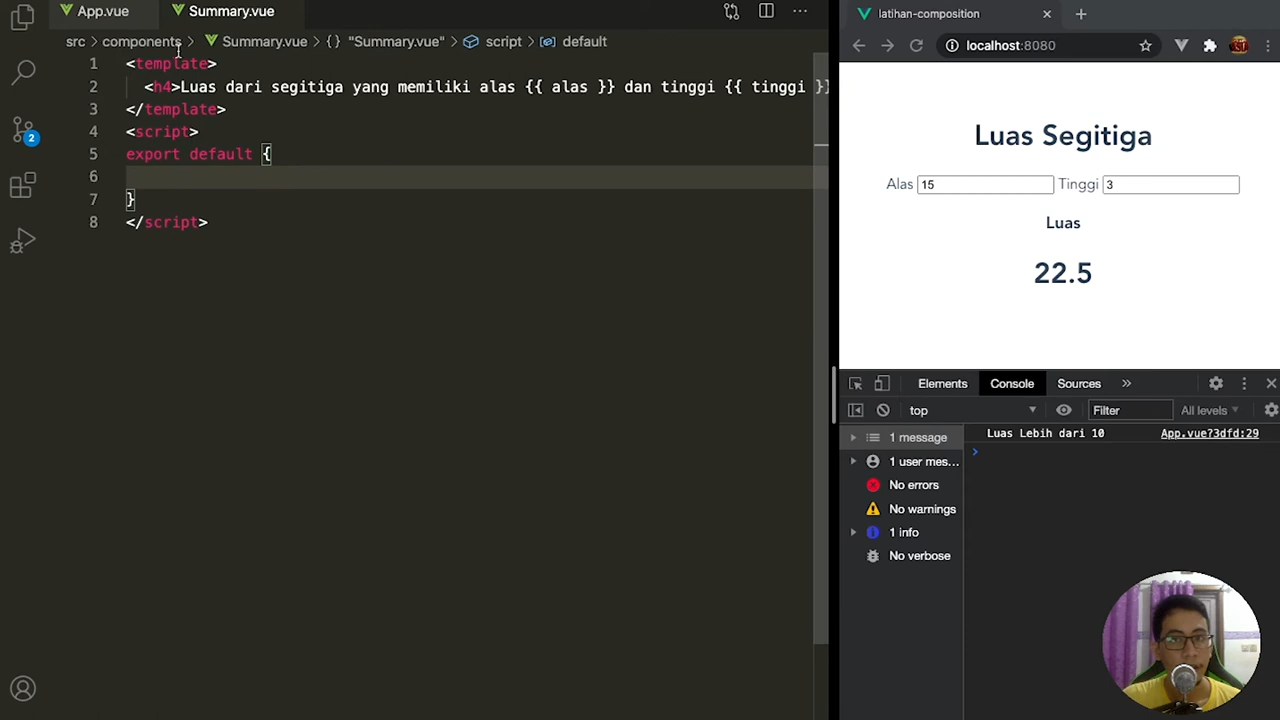 App.vue
Summary.vue
src > components > Summary.vue > {} "Summary.vue" > script > default
1 <template>
2 <h4>Luas dari segitiga yang memiliki alas {{ alas }} dan tinggi {{ tinggi }}
3 </template>
4 <script>
5 export default {
6
7 }
8 </script>
2
latihan-composition
localhost:8080
Luas Segitiga
Alas 15 Tinggi 3
Luas
22.5
Elements Console Sources
top Filter All levels
1 message
Luas Lebih dari 10 App.vue?3dfd:29
1 user mes...
No errors
No warnings
1 info
No verbose